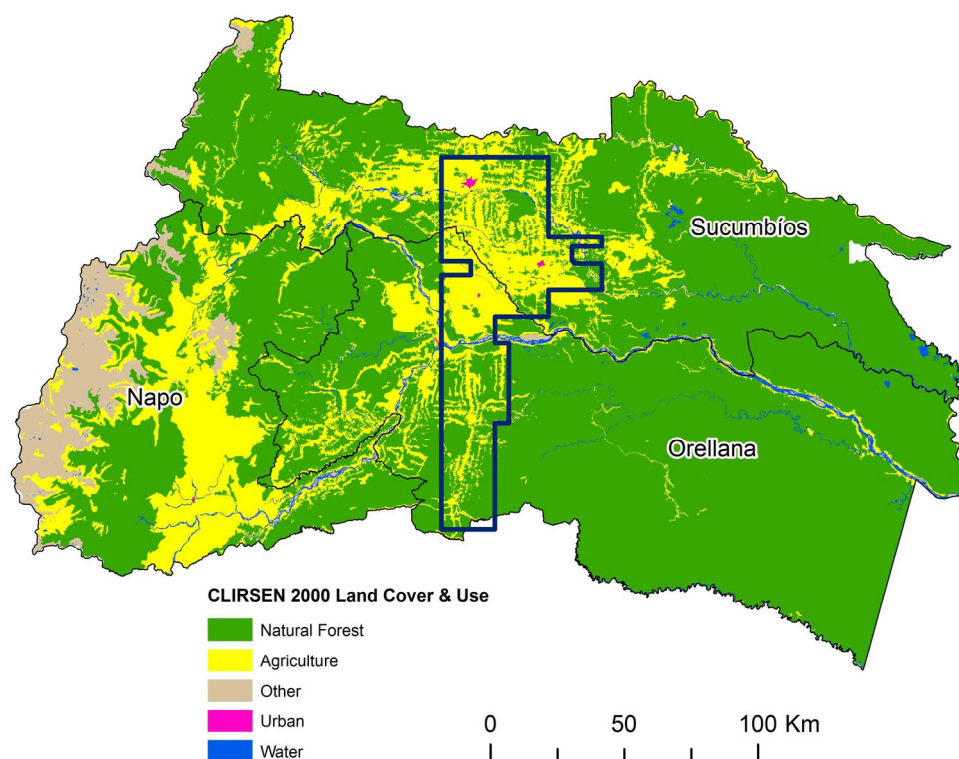 Sucumbíos
Napo
Orellana
CLIRSEN 2000 Land Cover & Use
Natural Forest
Agriculture
Other
Urban
Water
0 50 100 Km